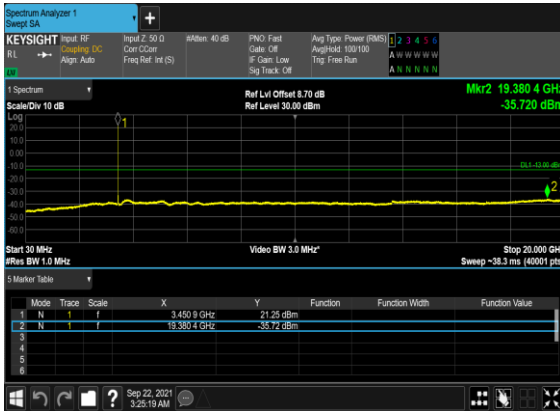 Spectrum Analyzer 1
Swept SA
KEYSIGHT Input: RF Input Z: 50 Ω #Atten: 40 dB PNO: Fast Avg Type: Power (RMS) 1 2 3 4 5 6
RL Coupling: DC Corr CCorr Gate: Off Avg|Hold: 100/100 A W W W W W
Align: Auto Freq Ref: Int (S) IF Gain: Low Trig: Free Run
LXI Sig Track: Off A N N N N N
1 Spectrum Ref Lvl Offset 8.70 dB Mkr2 19.380 4 GHz
Scale/Div 10 dB Ref Level 30.00 dBm -35.720 dBm
Log
20.0
10.0
0.00
-10.0
DL1 -13.00 dBm
-20.0
-30.0
-40.0
-50.0
-60.0
1
2
Start 30 MHz Video BW 3.0 MHz* Stop 20.000 GHz
#Res BW 1.0 MHz Sweep ~38.3 ms (40001 pts)
5 Marker Table
Mode Trace Scale X Y Function Function Width Function Value
1 N 1 f 3.450 9 GHz 21.25 dBm
2 N 1 f 19.380 4 GHz -35.72 dBm
3
4
5
6
? Sep 22, 2021
3:25:19 AM